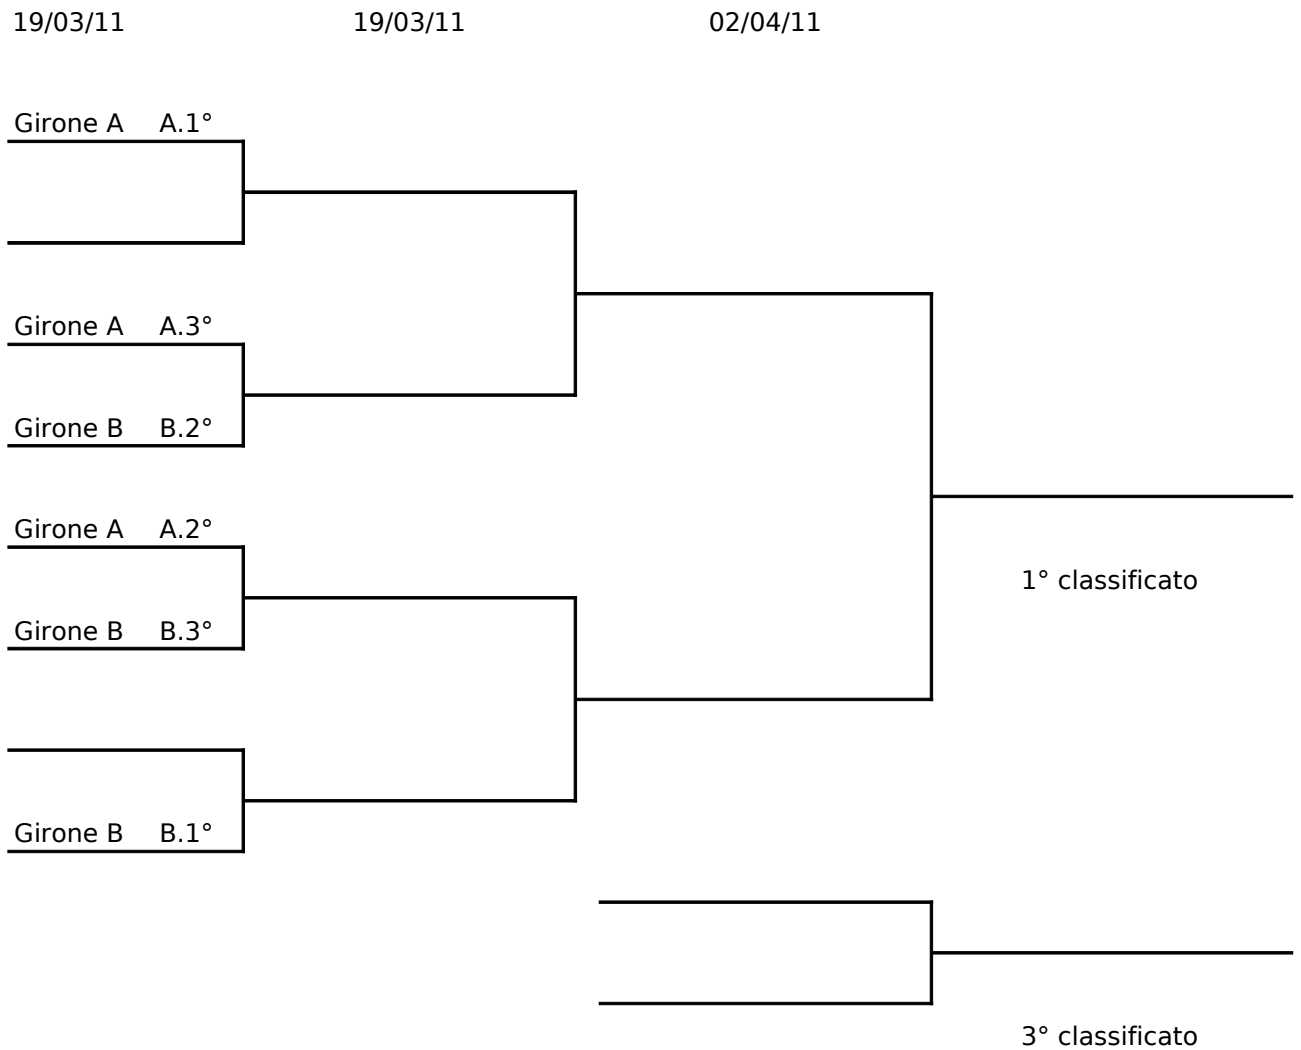 19/03/11 19/03/11 02/04/11
Girone A A.1°
Girone A A.3°
Girone B B.2°
Girone A A.2°
1° classificato
Girone B B.3°
Girone B B.1°
3° classificato